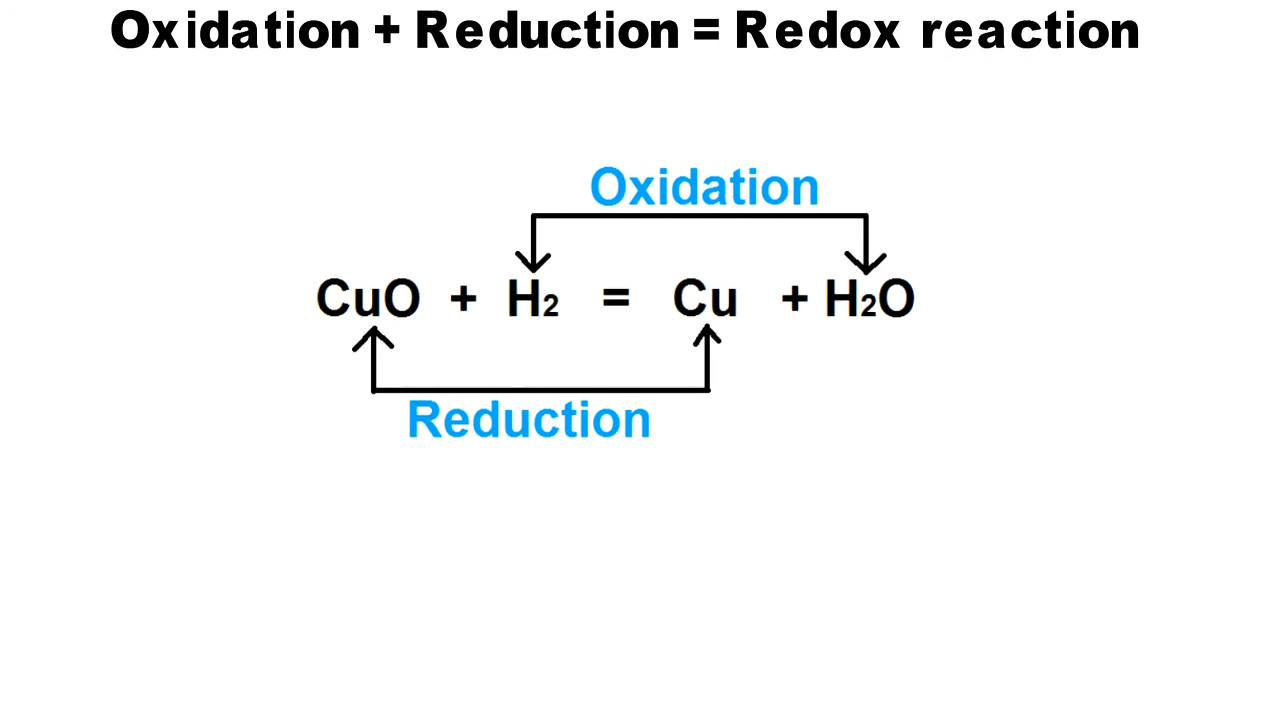 Oxidation + Reduction = Redox reaction
Oxidation
CuO + H2 = Cu + H2O
Reduction